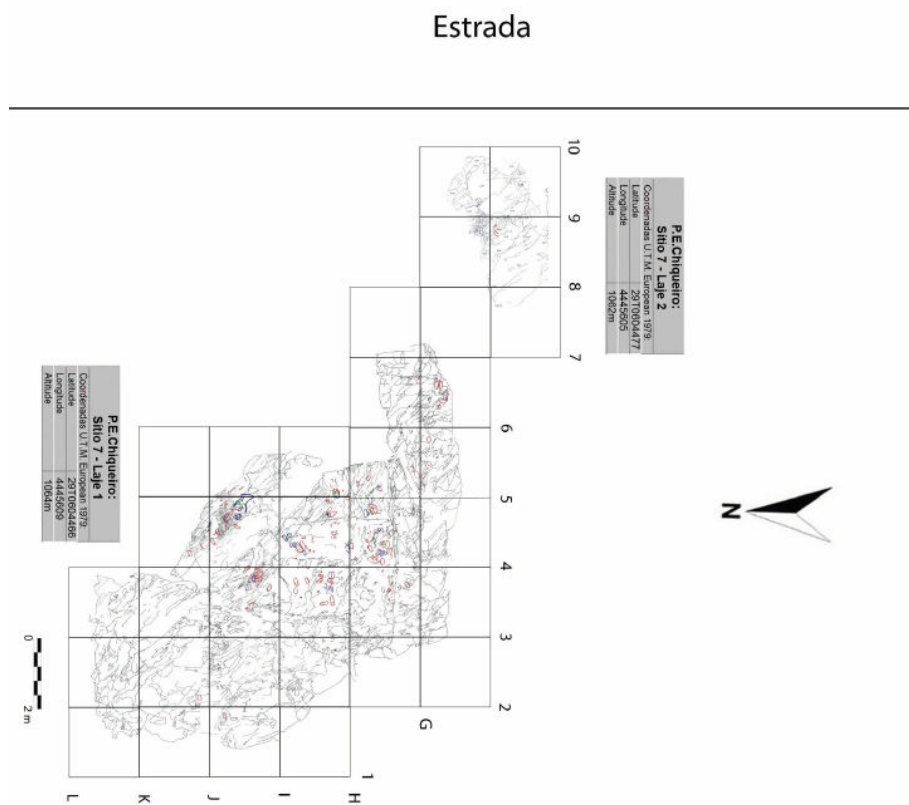 Estrada
10
9
8
7
6
5
4
3
2
1
P.E.Chiqueiro:
Sítio 7 - Laje 2
Coordenadas U.T.M. European 1979:
Latitude 29T0604477
Longitude 4445605
Altitude 1062m
P.E.Chiqueiro:
Sítio 7 - Laje 1
Coordenadas U.T.M. European 1979:
Latitude 29T0604466
Longitude 4445609
Altitude 1064m
N
0 2 m
L K J I H G